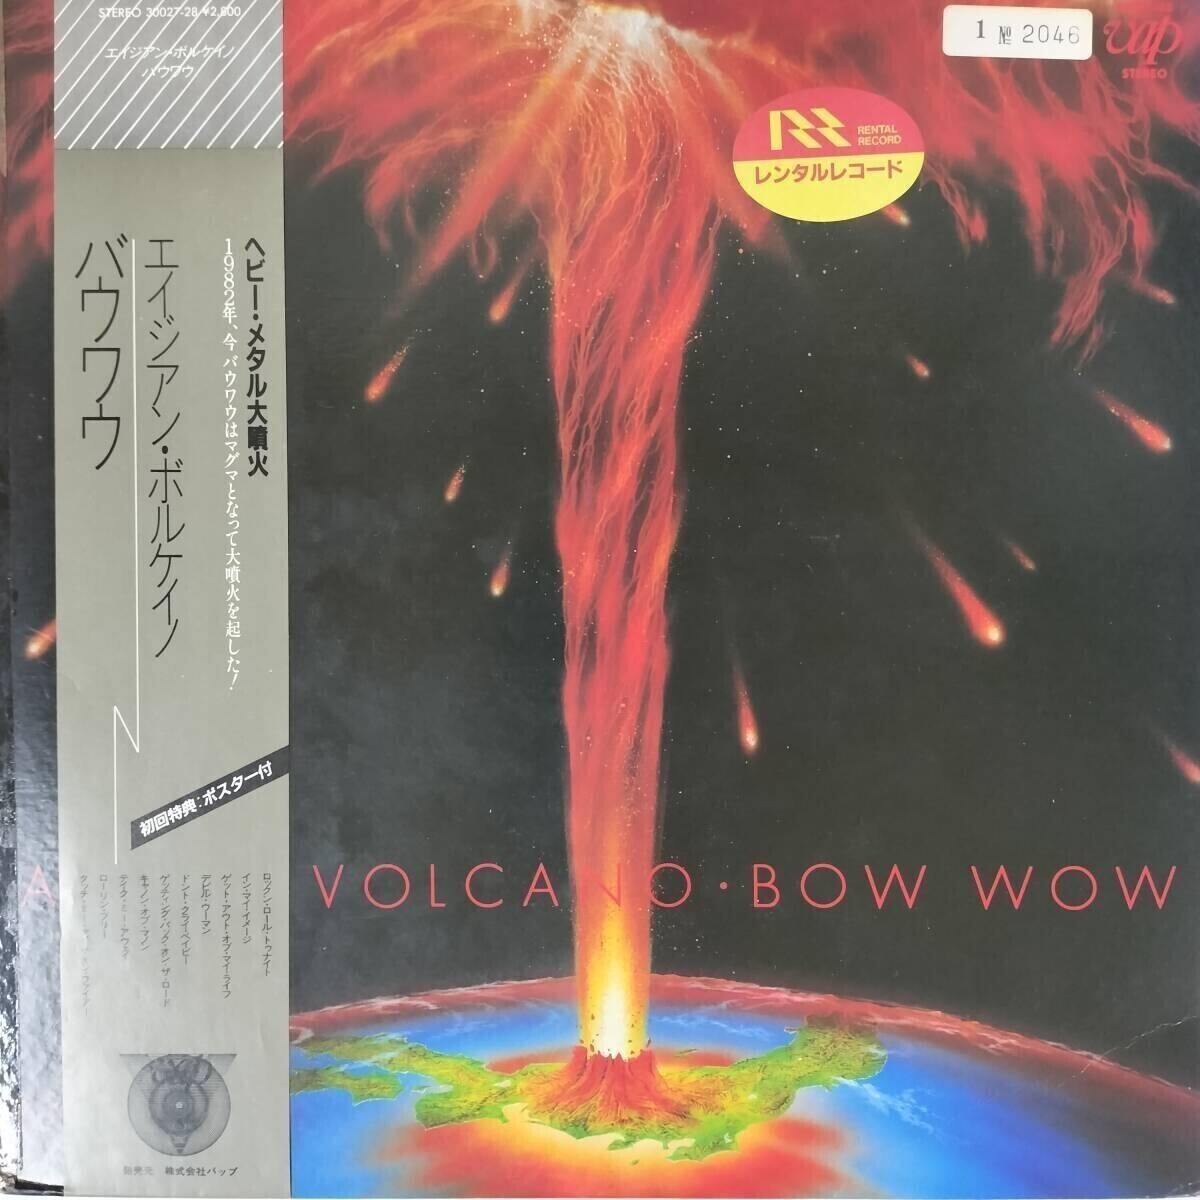 STEREO 30027-28 ¥2,800
エイジアン・ボルケイノ
バウワウ
ヘビー・メタル大噴火
1982年、今バウワウはマグマとなって大噴火を起した!
エイジアン・ボルケイノ
バウワウ
初回特典:ポスター付
ロックン・ロール・トゥナイト
イン・マイ・イメージ
ゲット・アウト・オブ・マイ・ライフ
デビル・ウーマン
ドント・クライ・ベイビー
ゲッティング・バック・オン・ザ・ロード
キャノン・オブ・マノン
テイク・ミー・アウェイ
ローリン・フリー
タッチ・ミー
発売元 株式会社バップ
1 № 2046
vap
STEREO
RENTAL
RECORD
レンタルレコード
A VOLCANO・BOW WOW